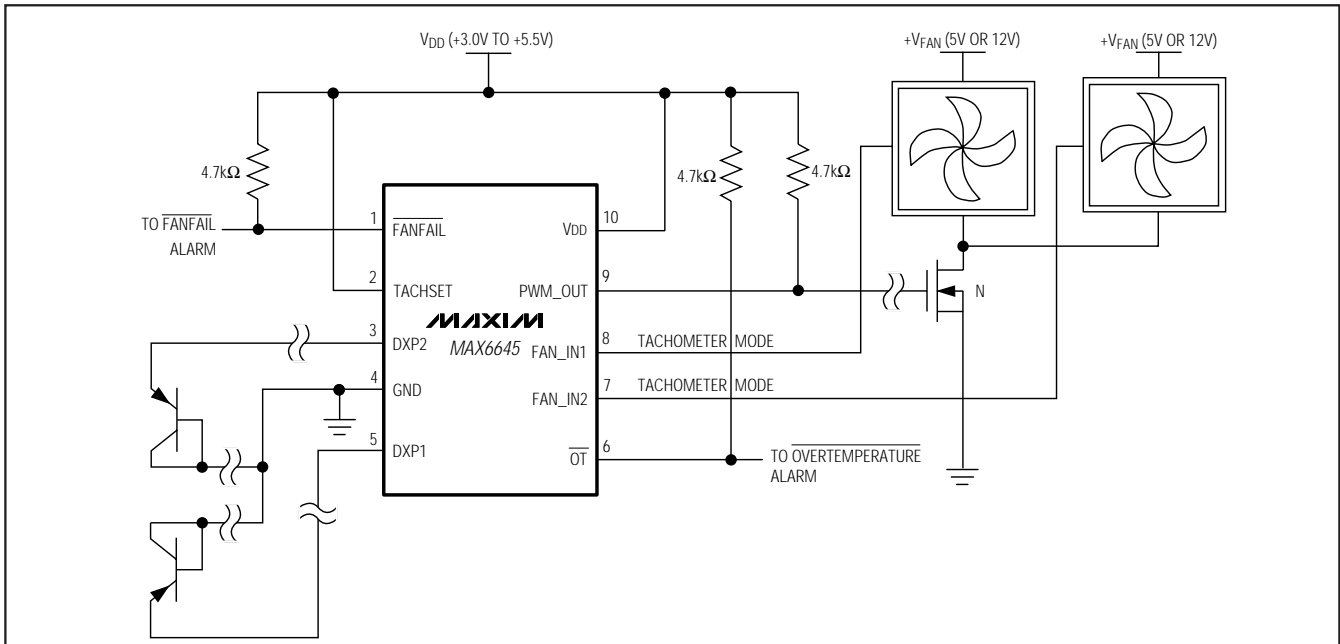 VDD (+3.0V TO +5.5V)
+VFAN (5V OR 12V)
+VFAN (5V OR 12V)
4.7kΩ
4.7kΩ
4.7kΩ
TO FANFAIL
ALARM
1
FANFAIL
VDD
10
2
TACHSET
PWM_OUT
9
N
MAXIM
MAX6645
3
DXP2
FAN_IN1
8
TACHOMETER MODE
4
GND
FAN_IN2
7
TACHOMETER MODE
5
DXP1
OT
6
TO OVERTEMPERATURE
ALARM